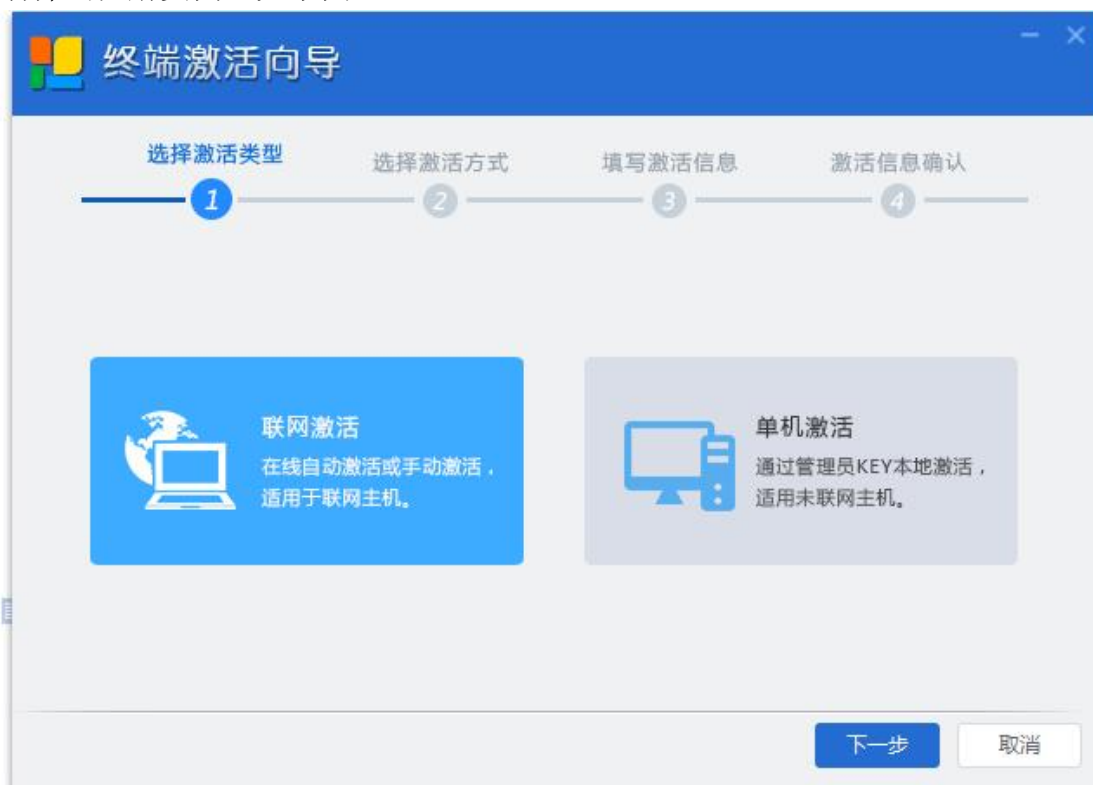 终端激活向导
选择激活类型
选择激活方式
填写激活信息
激活信息确认
1
2
3
4
联网激活
在线自动激活或手动激活，
适用于联网主机。
单机激活
通过管理员KEY本地激活，
适用未联网主机。
下一步
取消